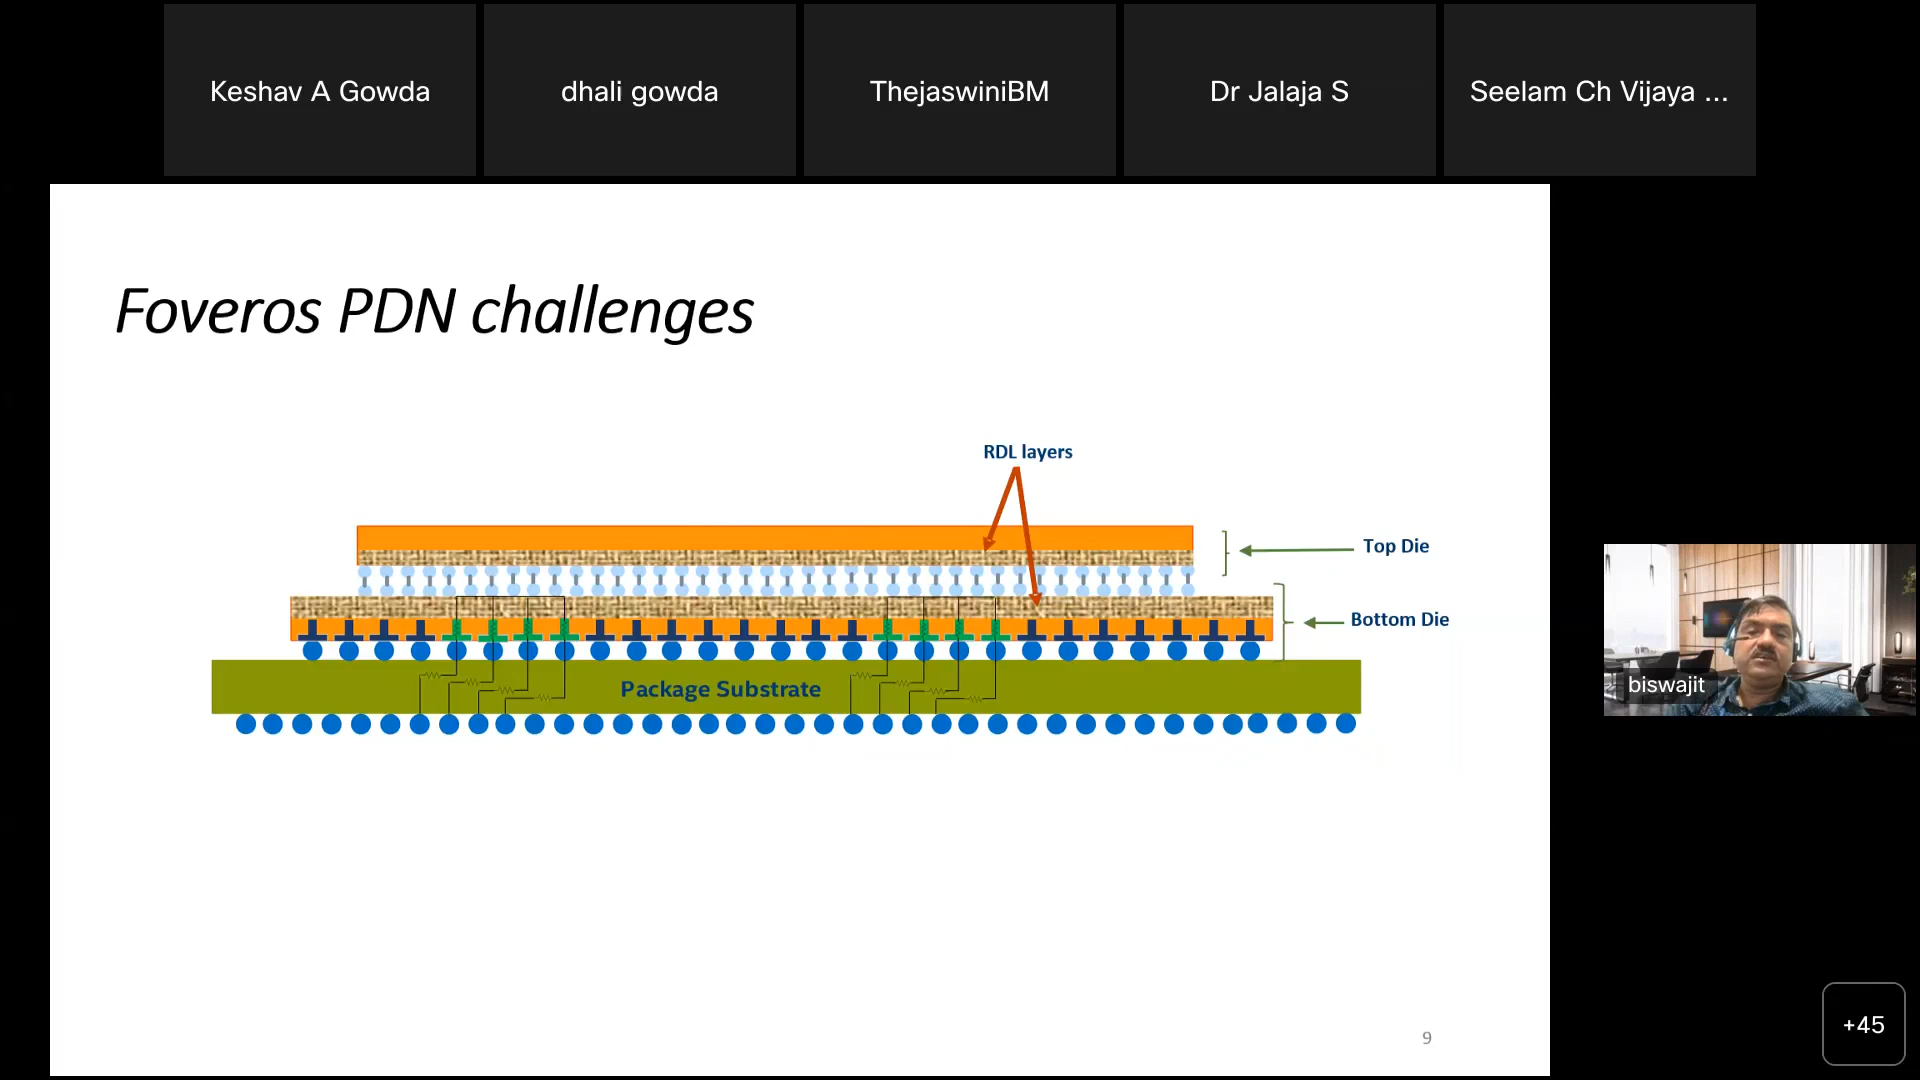 Keshav A Gowda
dhali gowda
ThejaswiniBM
Dr Jalaja S
Seelam Ch Vijaya ...
Foveros PDN challenges
RDL layers
Top Die
Bottom Die
Package Substrate
biswajit
9
+45